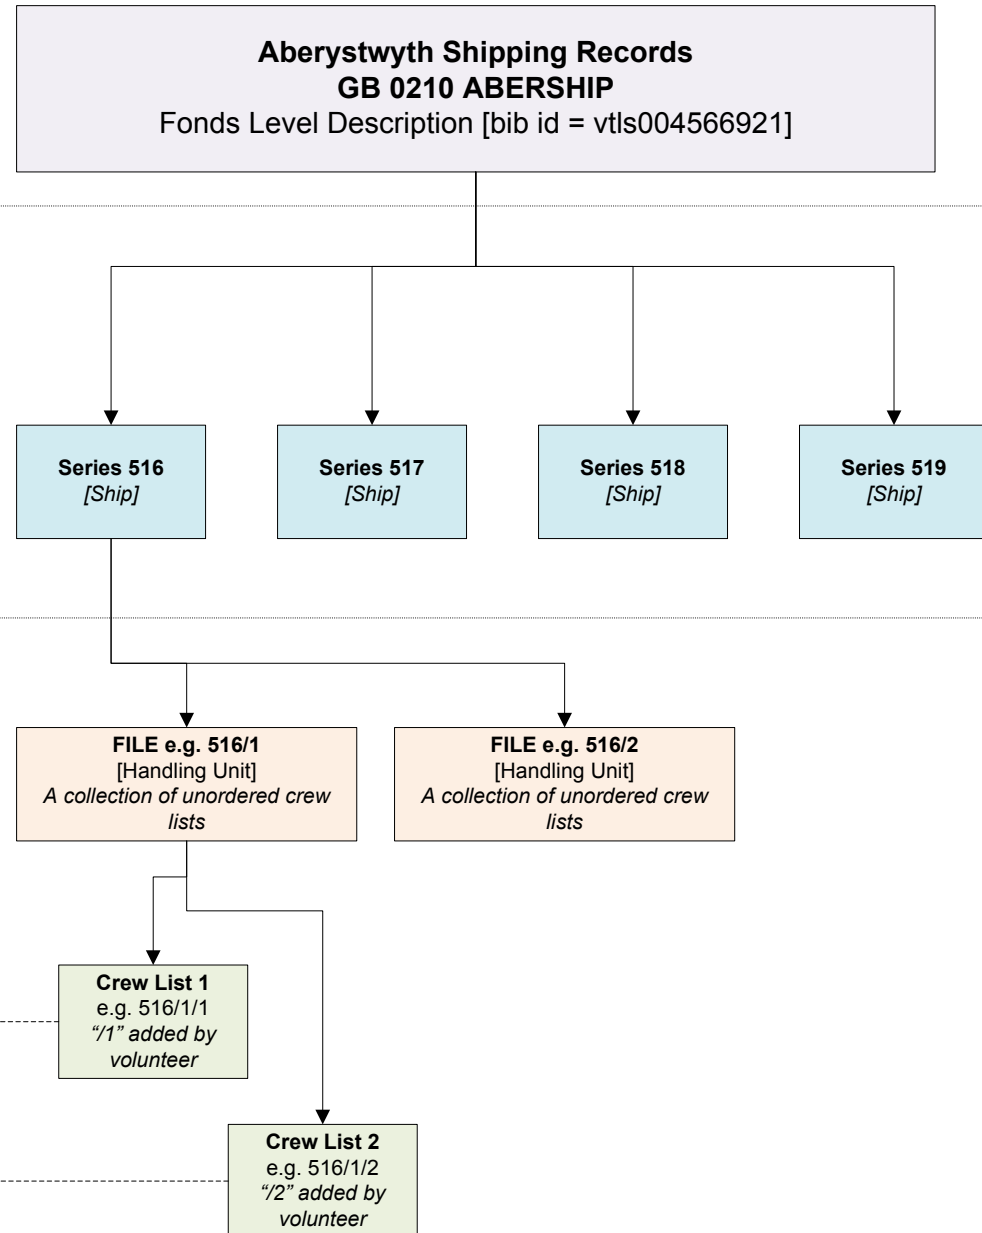 Aberystwyth Shipping Records
GB 0210 ABERSHIP
Fonds Level Description [bib id = vtls004566921]
Series 516
[Ship]
Series 517
[Ship]
Series 518
[Ship]
Series 519
[Ship]
FILE e.g. 516/1
[Handling Unit]
A collection of unordered crew
lists
FILE e.g. 516/2
[Handling Unit]
A collection of unordered crew
lists
Crew List 1
e.g. 516/1/1
“/1” added by
volunteer
Crew List 2
e.g. 516/1/2
“/2” added by
volunteer